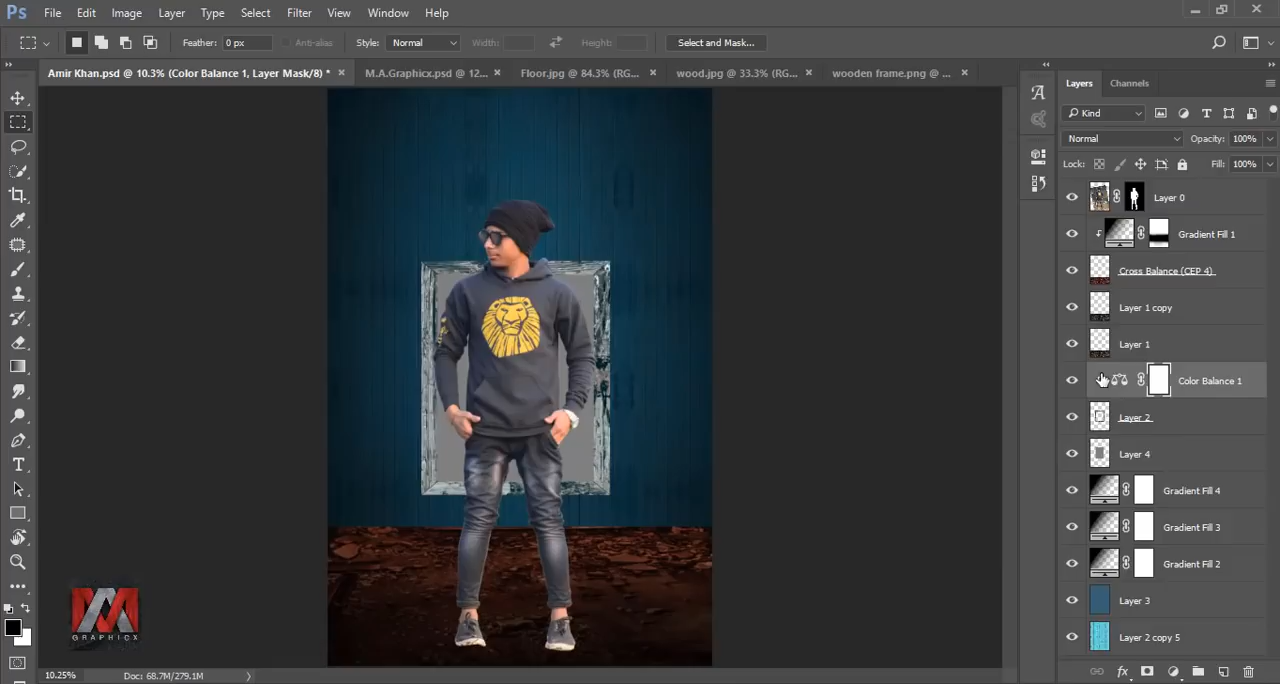 Ps File Edit Image Layer Type Select Filter View Window Help
Feather: 0 px Anti-alias Style: Normal Width: Height: Select and Mask...
Amir Khan.psd @ 10.3% (Color Balance 1, Layer Mask/8) * × M.A.Graphicx.psd @ 12... × Floor.jpg @ 84.3% (RG... × wood.jpg @ 33.3% (RG... × wooden frame.png @ ... ×
Layers Channels
Kind
Normal Opacity: 100%
Lock: Fill: 100%
Layer 0
Gradient Fill 1
Cross Balance (CEP 4)
Layer 1 copy
Layer 1
Color Balance 1
Layer 2
Layer 4
Gradient Fill 4
Gradient Fill 3
Gradient Fill 2
Layer 3
Layer 2 copy 5
MA
GRAPHICX
10.25% Doc: 68.7M/279.1M